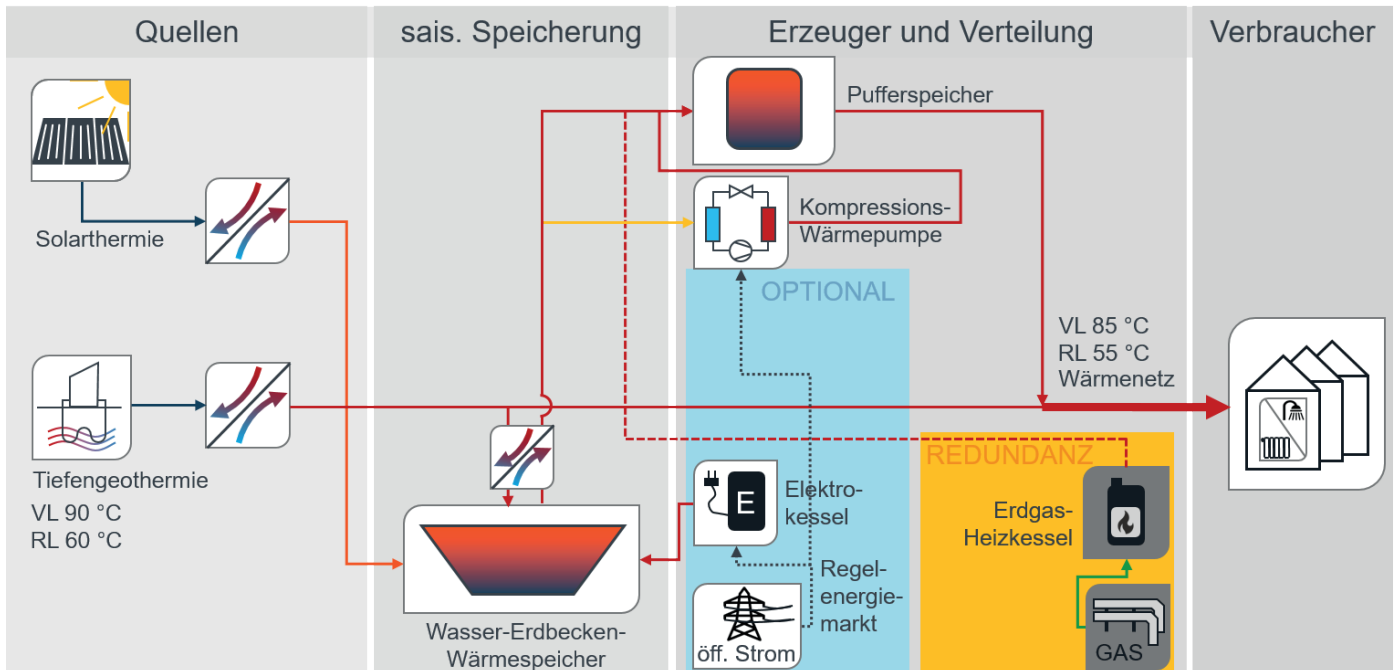 Quellen
sais. Speicherung
Erzeuger und Verteilung
Verbraucher
Pufferspeicher
Solarthermie
Kompressions-
Wärmepumpe
OPTIONAL
VL 85 °C
RL 55 °C
Wärmenetz
Tiefengeothermie
VL 90 °C
RL 60 °C
REDUNDANZ
E
Elektro-
kessel
Erdgas-
Heizkessel
Regel-
energie-
markt
Wasser-Erdbecken-
Wärmespeicher
öff. Strom
GAS